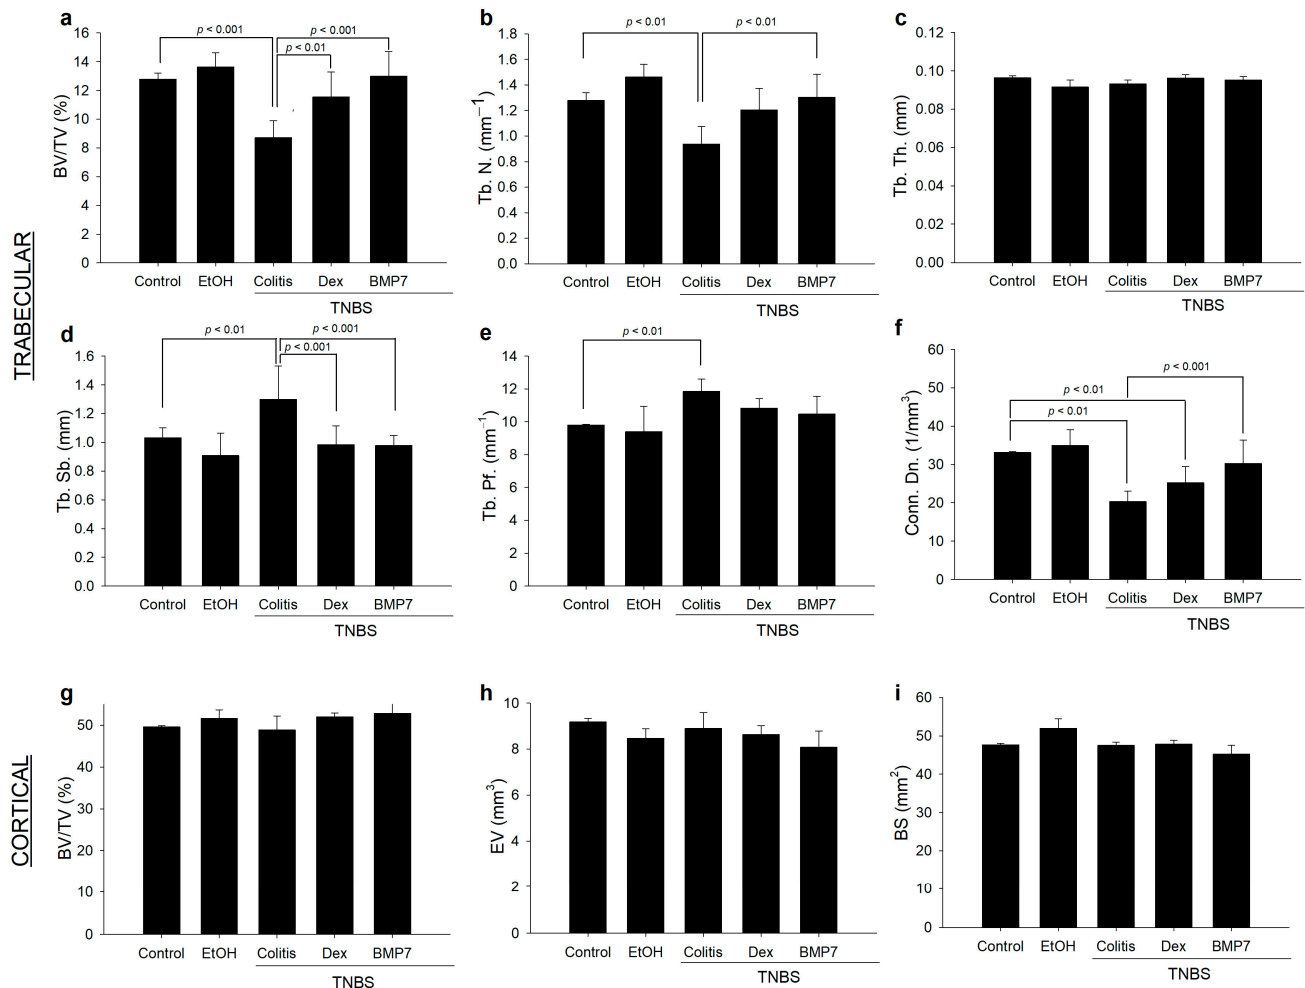 TRABECULAR
a
p < 0.001
p < 0.001
p < 0.01
BV/TV (%)
16
14
12
10
8
6
4
2
0
Control EtOH Colitis Dex BMP7
TNBS
b
p < 0.01
p < 0.01
Tb. N. (mm⁻¹)
1.8
1.6
1.4
1.2
1.0
0.8
0.6
0.4
0.2
0.0
Control EtOH Colitis Dex BMP7
TNBS
c
Tb. Th. (mm)
0.12
0.10
0.08
0.06
0.04
0.02
0.00
Control EtOH Colitis Dex BMP7
TNBS
d
p < 0.01
p < 0.001
p < 0.001
Tb. Sb. (mm)
1.6
1.4
1.2
1.0
0.8
0.6
0.4
0.2
0.0
Control EtOH Colitis Dex BMP7
TNBS
e
p < 0.01
Tb. Pf. (mm⁻¹)
14
12
10
8
6
4
2
0
Control EtOH Colitis Dex BMP7
TNBS
f
p < 0.001
p < 0.01
p < 0.01
Conn. Dn. (1/mm³)
60
50
40
30
20
10
0
Control EtOH Colitis Dex BMP7
TNBS
CORTICAL
g
BV/TV (%)
50
40
30
20
10
0
Control EtOH Colitis Dex BMP7
TNBS
h
EV (mm³)
10
8
6
4
2
0
Control EtOH Colitis Dex BMP7
TNBS
i
BS (mm²)
60
50
40
30
20
10
0
Control EtOH Colitis Dex BMP7
TNBS